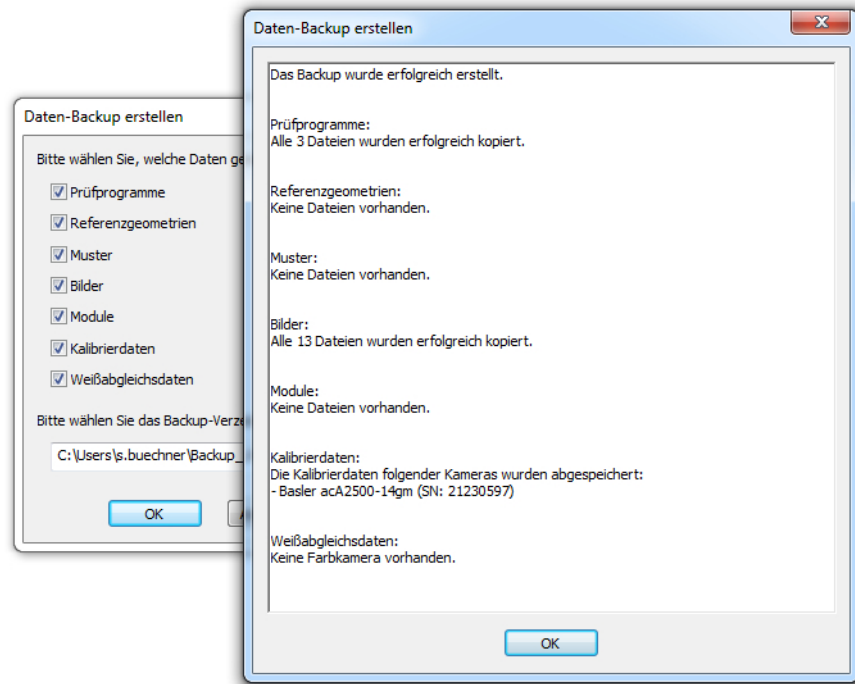 Daten-Backup erstellen
Bitte wählen Sie, welche Daten
Prüfprogramme
Referenzgeometrien
Muster
Bilder
Module
Kalibrierdaten
Weißabgleichsdaten
Bitte wählen Sie das
C:\Users\s.buechner\Backup_
OK
Daten-Backup erstellen
Das Backup wurde erfolgreich erstellt.
Prüfprogramme:
Alle 3 Dateien wurden erfolgreich kopiert.
Referenzgeometrien:
Keine Dateien vorhanden.
Muster:
Keine Dateien vorhanden.
Bilder:
Alle 13 Dateien wurden erfolgreich kopiert.
Module:
Keine Dateien vorhanden.
Kalibrierdaten:
Die Kalibrierdaten folgender Kameras wurden abgespeichert:
- Basler acA2500-14gm (SN: 21230597)
Weißabgleichsdaten:
Keine Farbkamera vorhanden.
OK